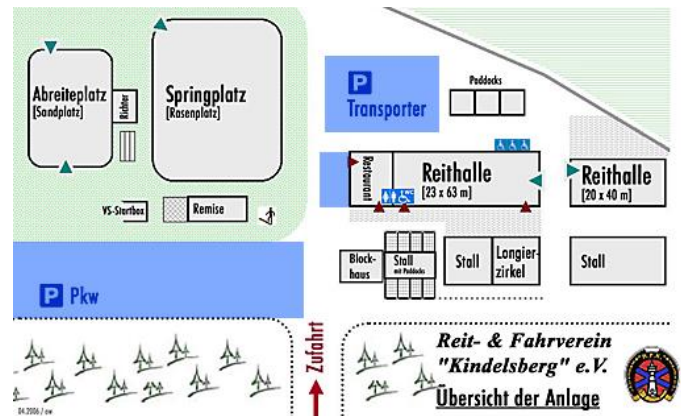 Abreiteplatz
[Sandplatz]
Richter
Springplatz
[Rasenplatz]
P
Transporter
Paddocks
Restaurant
Reithalle
[23 x 63 m]
WC
Reithalle
[20 x 40 m]
VS-Startbox
Remise
Block-
haus
Stall
mit Paddocks
Stall
Longier-
zirkel
Stall
P Pkw
Zufahrt
Reit- & Fahrverein
"Kindelsberg" e.V.
Übersicht der Anlage